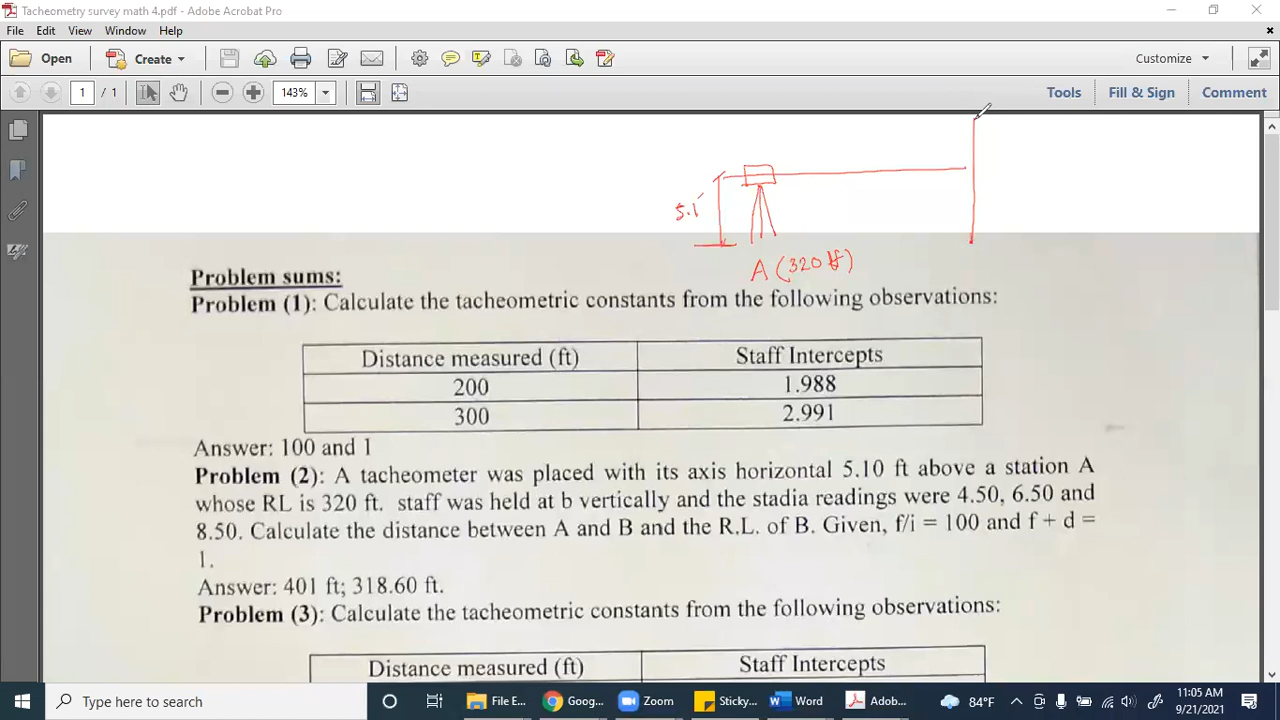 Tacheometry survey math 4.pdf - Adobe Acrobat Pro
File Edit View Window Help
Open Create Customize
1 / 1 143% Tools Fill & Sign Comment
5.1'
A (320 ft)
Problem sums:
Problem (1): Calculate the tacheometric constants from the following observations:
Distance measured (ft) Staff Intercepts
200 1.988
300 2.991
Answer: 100 and 1
Problem (2): A tacheometer was placed with its axis horizontal 5.10 ft above a station A
whose RL is 320 ft. staff was held at b vertically and the stadia readings were 4.50, 6.50 and
8.50. Calculate the distance between A and B and the R.L. of B. Given, f/i = 100 and f + d =
1.
Answer: 401 ft; 318.60 ft.
Problem (3): Calculate the tacheometric constants from the following observations:
Distance measured (ft) Staff Intercepts
Type here to search File E... Goog... Zoom Sticky... Word Adob... 84°F 11:05 AM
9/21/2021